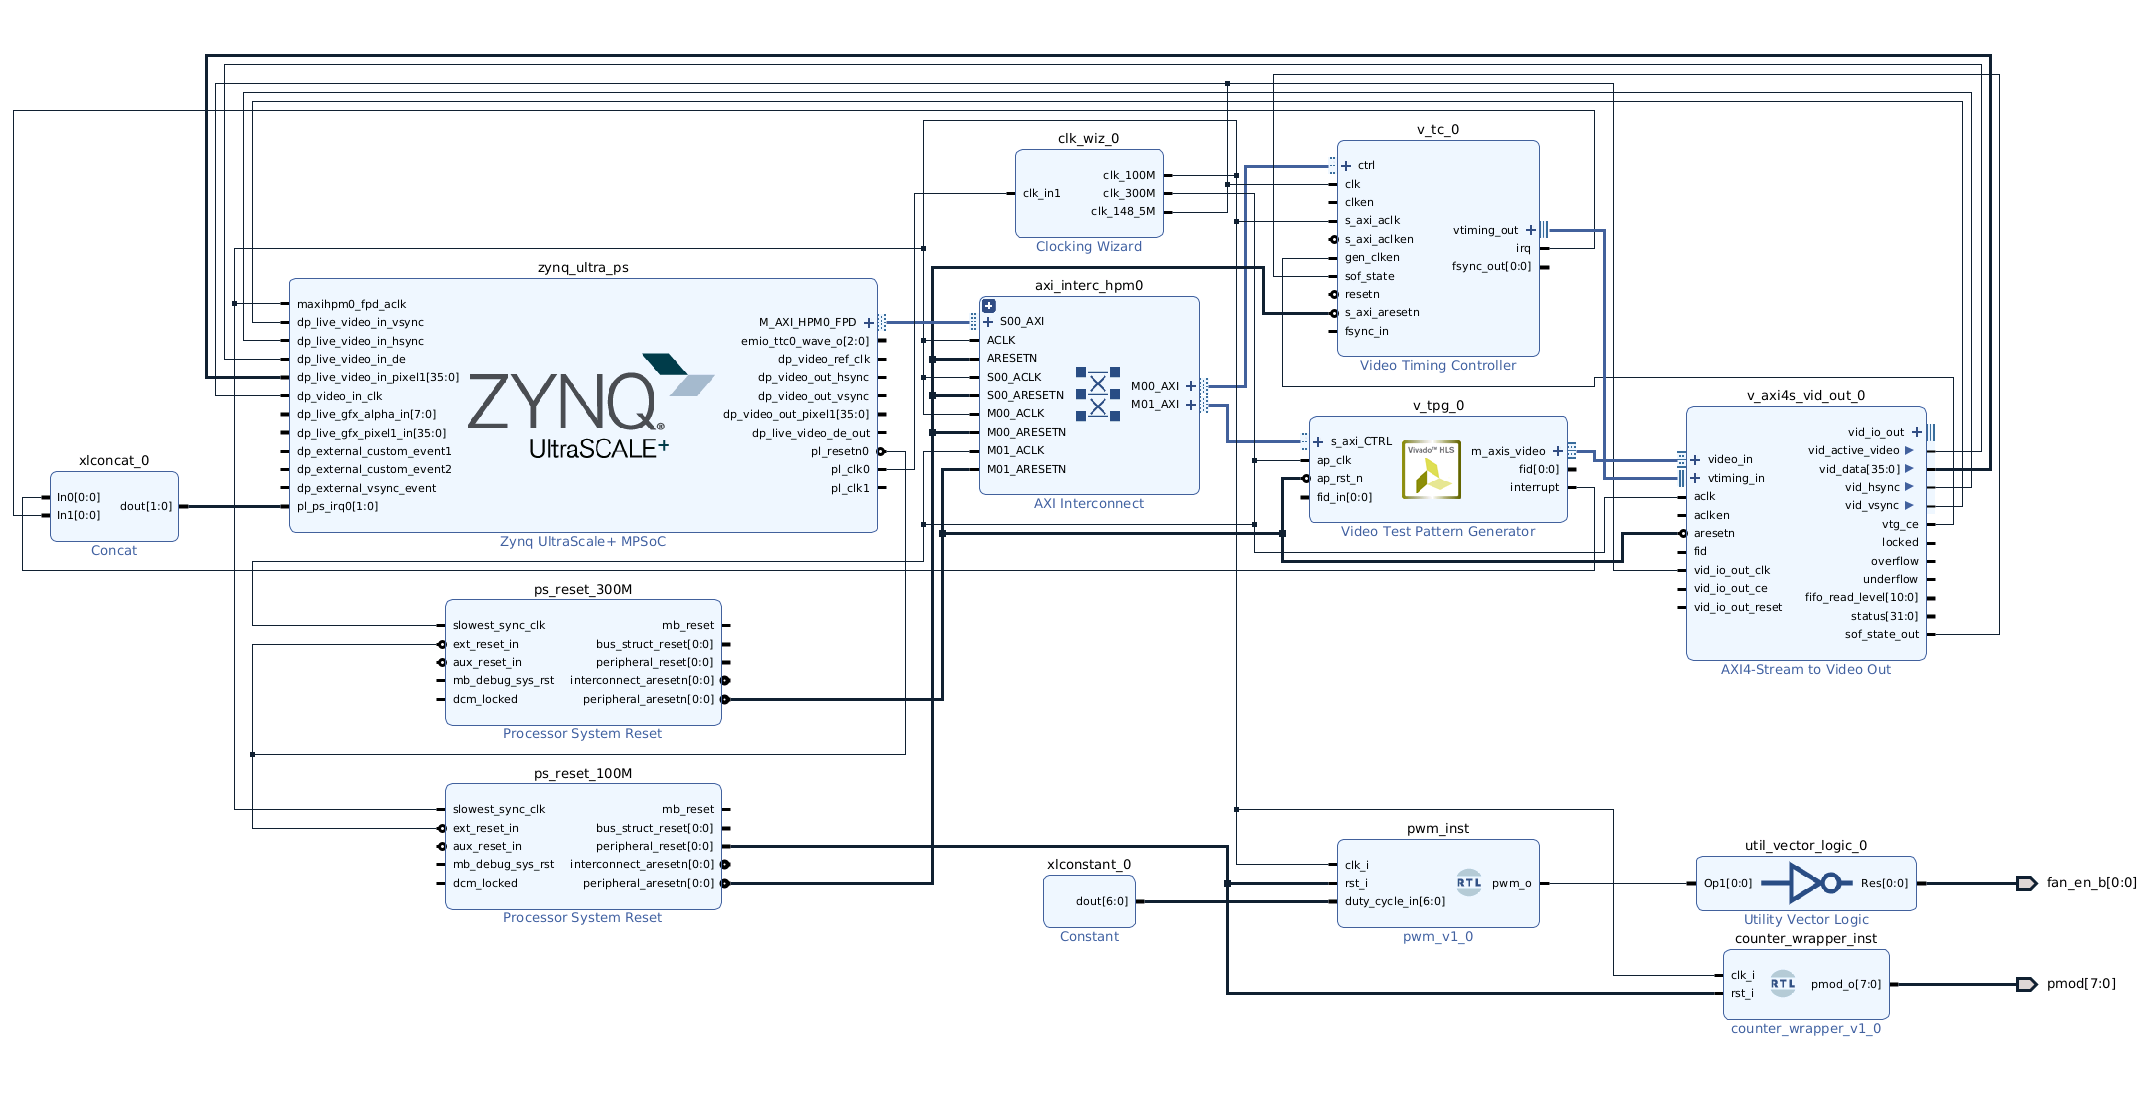 xlconcat_0
In0[0:0]
In1[0:0]
dout[1:0]
Concat
zynq_ultra_ps
maxihpm0_fpd_aclk
dp_live_video_in_vsync
dp_live_video_in_hsync
dp_live_video_in_de
dp_live_video_in_pixel1[35:0]
dp_video_in_clk
dp_live_gfx_alpha_in[7:0]
dp_live_gfx_pixel1_in[35:0]
dp_external_custom_event1
dp_external_custom_event2
dp_external_vsync_event
pl_ps_irq0[1:0]
ZYNQ®
UltraSCALE+
M_AXI_HPM0_FPD
emio_ttc0_wave_o[2:0]
dp_video_ref_clk
dp_video_out_hsync
dp_video_out_vsync
dp_video_out_pixel1[35:0]
dp_live_video_de_out
pl_resetn0
pl_clk0
pl_clk1
Zynq UltraScale+ MPSoC
ps_reset_300M
slowest_sync_clk
ext_reset_in
aux_reset_in
mb_debug_sys_rst
dcm_locked
mb_reset
bus_struct_reset[0:0]
peripheral_reset[0:0]
interconnect_aresetn[0:0]
peripheral_aresetn[0:0]
Processor System Reset
ps_reset_100M
slowest_sync_clk
ext_reset_in
aux_reset_in
mb_debug_sys_rst
dcm_locked
mb_reset
bus_struct_reset[0:0]
peripheral_reset[0:0]
interconnect_aresetn[0:0]
peripheral_aresetn[0:0]
Processor System Reset
clk_wiz_0
clk_in1
clk_100M
clk_300M
clk_148_5M
Clocking Wizard
axi_interc_hpm0
S00_AXI
ACLK
ARESETN
S00_ACLK
S00_ARESETN
M00_ACLK
M00_ARESETN
M01_ACLK
M01_ARESETN
M00_AXI
M01_AXI
AXI Interconnect
v_tc_0
ctrl
clk
clken
s_axi_aclk
s_axi_aclken
gen_clken
sof_state
resetn
s_axi_aresetn
fsync_in
vtiming_out
irq
fsync_out[0:0]
Video Timing Controller
v_tpg_0
s_axi_CTRL
ap_clk
ap_rst_n
fid_in[0:0]
Vivado™ HLS
m_axis_video
fid[0:0]
interrupt
Video Test Pattern Generator
v_axi4s_vid_out_0
video_in
vtiming_in
aclk
aclken
aresetn
fid
vid_io_out_clk
vid_io_out_ce
vid_io_out_reset
vid_io_out
vid_active_video
vid_data[35:0]
vid_hsync
vid_vsync
vtg_ce
locked
overflow
underflow
fifo_read_level[10:0]
status[31:0]
sof_state_out
AXI4-Stream to Video Out
xlconstant_0
dout[6:0]
Constant
pwm_inst
clk_i
rst_i
duty_cycle_in[6:0]
RTL
pwm_o
pwm_v1_0
util_vector_logic_0
Op1[0:0]
Res[0:0]
Utility Vector Logic
fan_en_b[0:0]
counter_wrapper_inst
clk_i
rst_i
RTL
pmod_o[7:0]
counter_wrapper_v1_0
pmod[7:0]